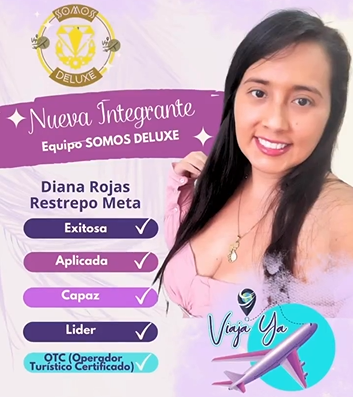 SOMOS
DELUXE
Nueva Integrante
Equipo SOMOS DELUXE
Diana Rojas
Restrepo Meta
Exitosa
Aplicada
Capaz
Lider
OTC (Operador
Turístico Certificado)
Viaja Ya